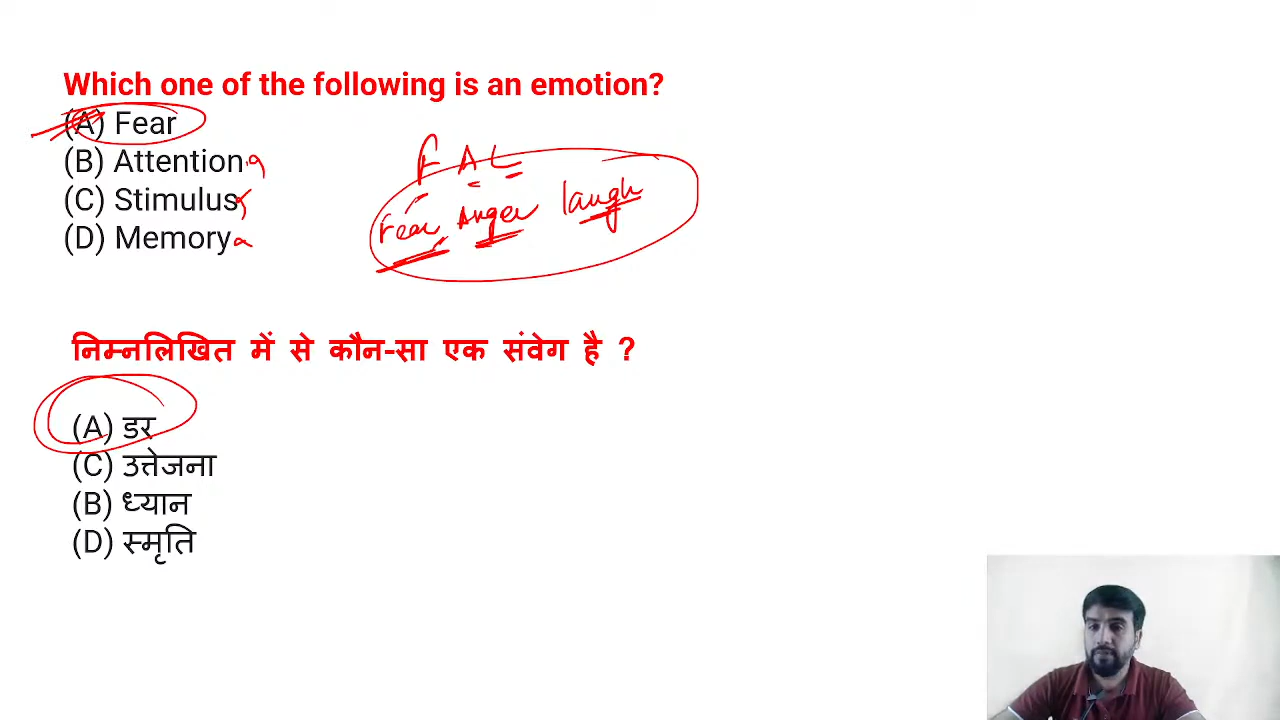 Which one of the following is an emotion?
(A) Fear
(B) Attention
(C) Stimulus
(D) Memory
F A L
Fear Anger laugh
निम्नलिखित में से कौन-सा एक संवेग है ?
(A) डर
(C) उत्तेजना
(B) ध्यान
(D) स्मृति